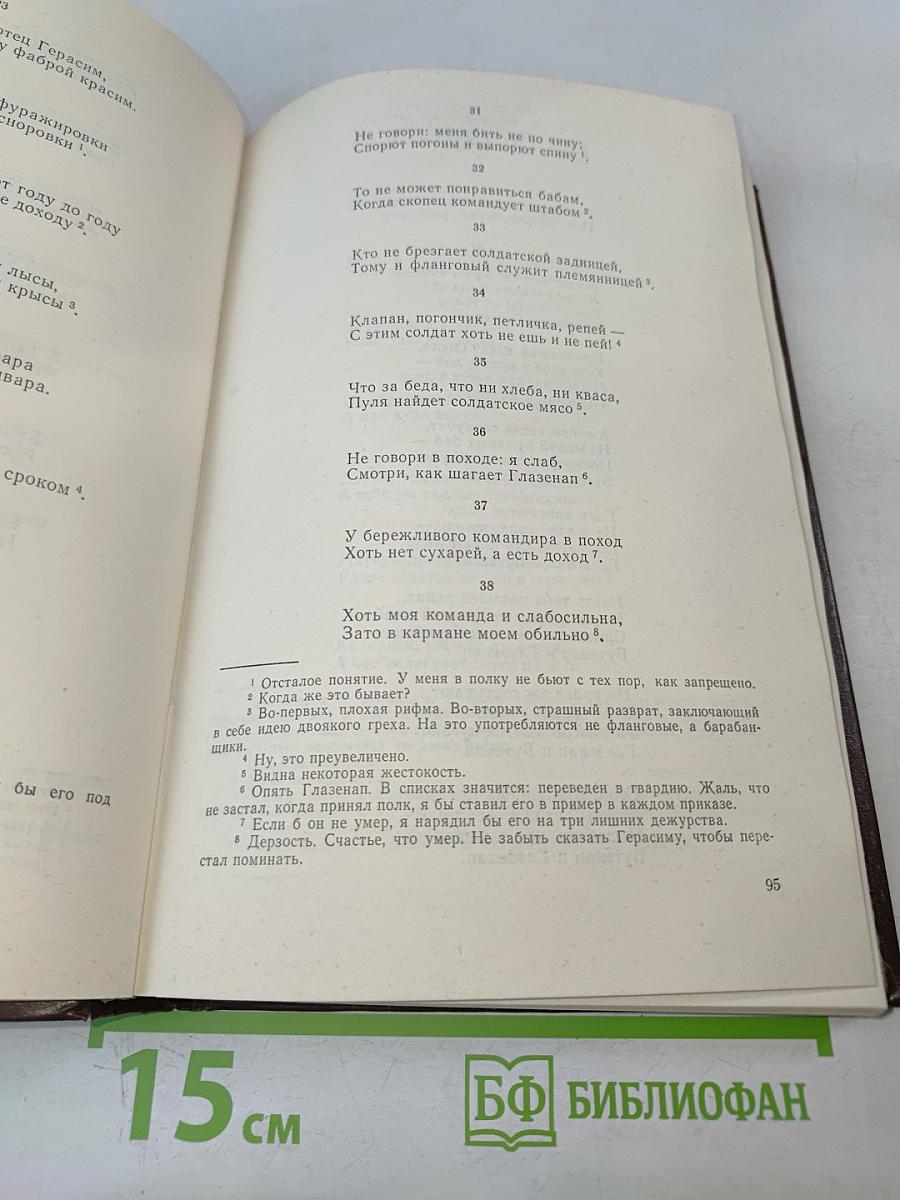 33
отец Герасим,
у фаброй красим.
фуражировки
сноровки ¹.
от году до году
е доходу ².
лысы,
крысы ³.
вара
сроком ⁴.
бы его под
31
Не говори: меня бить не по чину;
Спорют погоны и выпорют спину ¹.
32
То не может понравиться бабам,
Когда скопец командует штабом ².
33
Кто не брезгает солдатской задницей,
Тому и фланговый служит племянницей ³.
34
Клапан, погончик, петличка, репей —
С этим солдат хоть не ешь и не пей! ⁴
35
Что за беда, что ни хлеба, ни кваса,
Пуля найдет солдатское мясо ⁵.
36
Не говори в походе: я слаб,
Смотри, как шагает Глазенап ⁶.
37
У бережливого командира в поход
Хоть нет сухарей, а есть доход ⁷.
38
Хоть моя команда и слабосильна,
Зато в кармане моем обильно ⁸.
¹ Отсталое понятие. У меня в полку не бьют с тех пор, как запрещено.
² Когда же это бывает?
³ Во-первых, плохая рифма. Во-вторых, страшный разврат, заключающий
в себе идею двоякого греха. На это употребляются не фланговые, а барабан-
щики.
⁴ Ну, это преувеличено.
⁵ Видна некоторая жестокость.
⁶ Опять Глазенап. В списках значится: переведен в гвардию. Жаль, что
не застал, когда принял полк, я бы ставил его в пример в каждом приказе.
⁷ Если б он не умер, я нарядил бы его на три лишних дежурства.
⁸ Дерзость. Счастье, что умер. Не забыть сказать Герасиму, чтобы пере-
стал поминать.
95
15 см
БФ БИБЛИОФАН